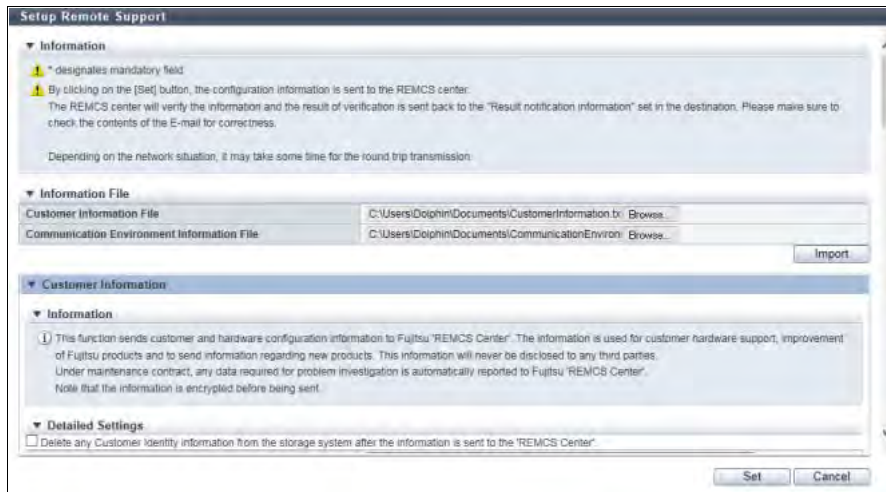 Setup Remote Support
▼ Information
* designates mandatory field
By clicking on the [Set] button, the configuration information is sent to the REMCS center.
The REMCS center will verify the information and the result of verification is sent back to the "Result notification information" set in the destination. Please make sure to
check the contents of the E-mail for correctness.
Depending on the network situation, it may take some time for the round trip transmission
▼ Information File
Customer Information File C:\Users\Dolphin\Documents\CustomerInformation.tx Browse...
Communication Environment Information File C:\Users\Dolphin\Documents\CommunicationEnviron Browse...
Import
▼ Customer Information
▼ Information
This function sends customer and hardware configuration information to Fujitsu 'REMCS Center'. The information is used for customer hardware support, improvement
of Fujitsu products and to send information regarding new products. This information will never be disclosed to any third parties.
Under maintenance contract, any data required for problem investigation is automatically reported to Fujitsu 'REMCS Center'.
Note that the information is encrypted before being sent.
▼ Detailed Settings
Delete any Customer Identity information from the storage system after the information is sent to the 'REMCS Center'.
Set Cancel